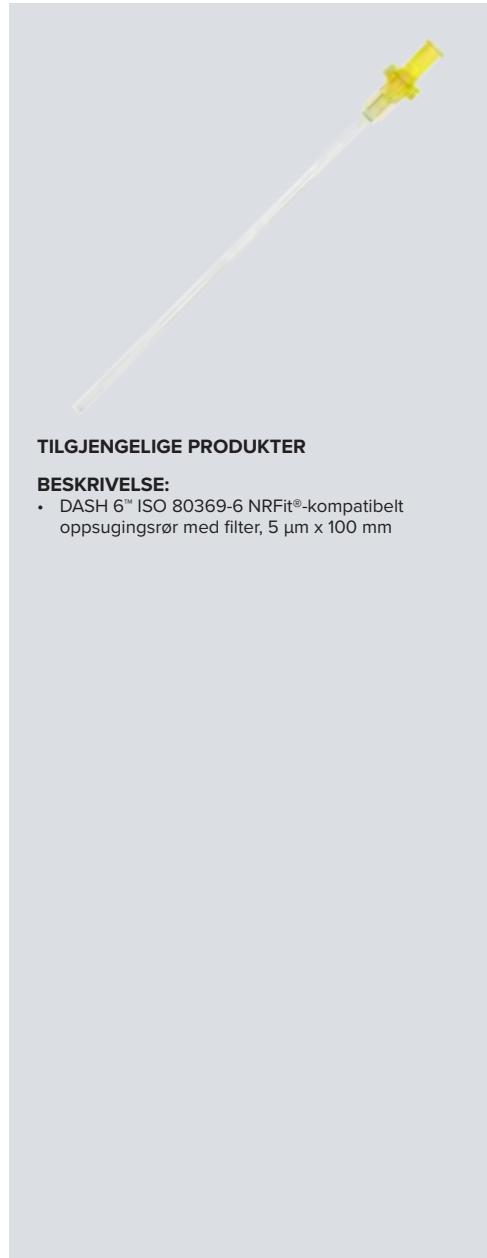 TILGJENGELIGE PRODUKTER
BESKRIVELSE:
• DASH 6™ ISO 80369-6 NRFit®-kompatibelt
oppsugingsrør med filter, 5 μm x 100 mm